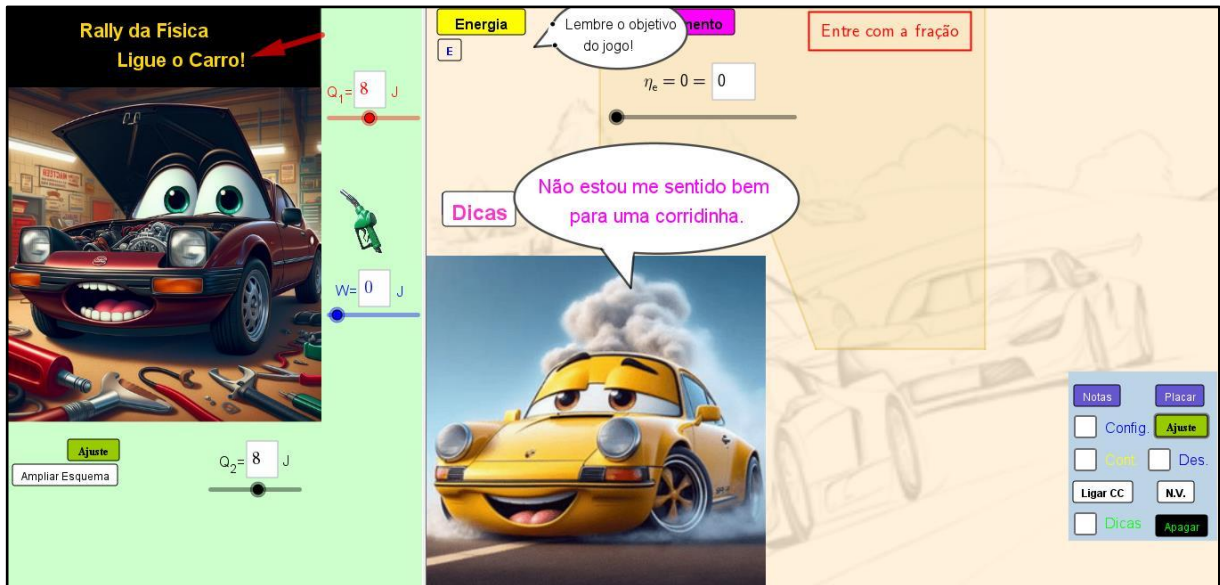 Rally da Física
Ligue o Carro!
Q1= 8 J
W= 0 J
Ajuste
Ampliar Esquema
Q2= 8 J
Energia
mento
E
Lembre o objetivo
do jogo!
Entre com a fração
ηe = 0 = 0
Dicas
Não estou me sentido bem
para uma corridinha.
Notas
Placar
Config.
Ajuste
Cont.
Des.
Ligar CC
N.V.
Dicas
Apagar